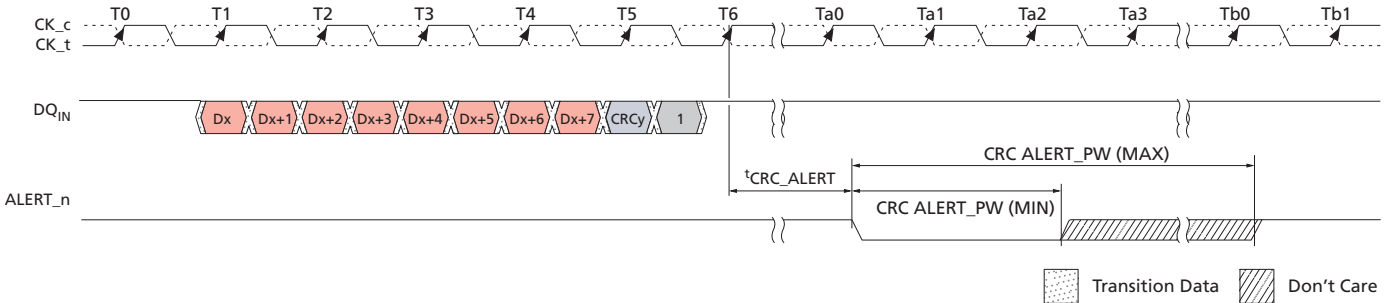 T0 T1 T2 T3 T4 T5 T6 Ta0 Ta1 Ta2 Ta3 Tb0 Tb1
CK_c
CK_t
DQIN
Dx Dx+1 Dx+2 Dx+3 Dx+4 Dx+5 Dx+6 Dx+7 CRCy 1
CRC ALERT_PW (MAX)
tCRC_ALERT
ALERT_n
CRC ALERT_PW (MIN)
Transition Data Don't Care